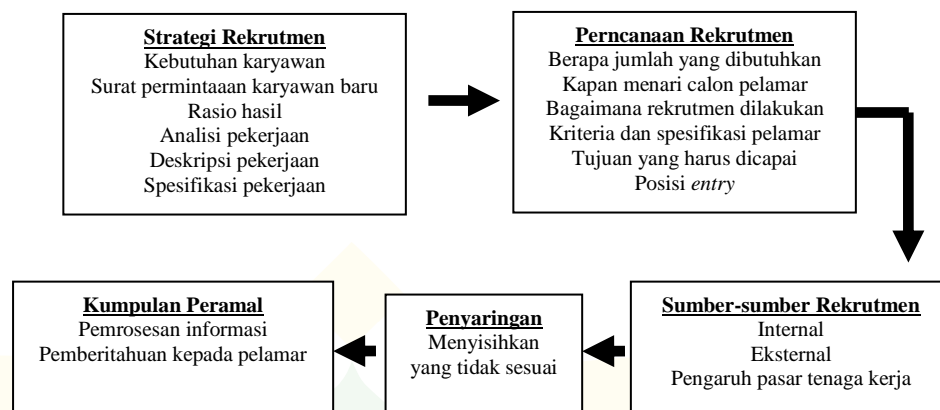 Strategi Rekrutmen
Kebutuhan karyawan
Surat permintaaan karyawan baru
Rasio hasil
Analisi pekerjaan
Deskripsi pekerjaan
Spesifikasi pekerjaan
Perncanaan Rekrutmen
Berapa jumlah yang dibutuhkan
Kapan menari calon pelamar
Bagaimana rekrutmen dilakukan
Kriteria dan spesifikasi pelamar
Tujuan yang harus dicapai
Posisi entry
Sumber-sumber Rekrutmen
Internal
Eksternal
Pengaruh pasar tenaga kerja
Penyaringan
Menyisihkan
yang tidak sesuai
Kumpulan Peramal
Pemrosesan informasi
Pemberitahuan kepada pelamar